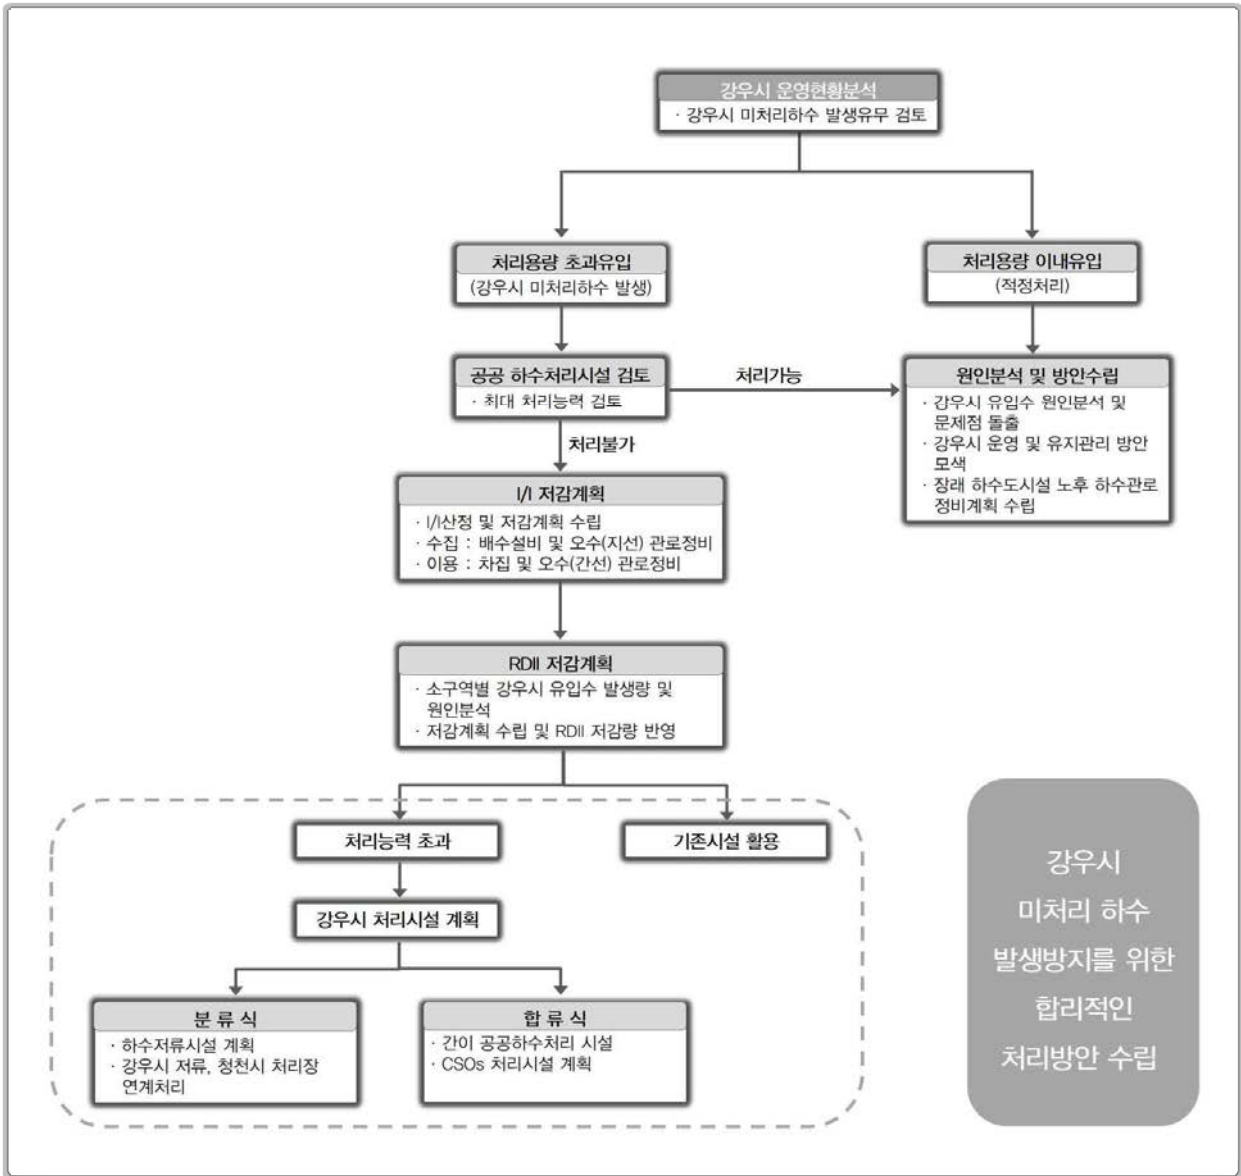 강우시 운영현황분석
· 강우시 미처리하수 발생유무 검토
처리용량 초과유입
(강우시 미처리하수 발생)
처리용량 이내유입
(적정처리)
공공 하수처리시설 검토
· 최대 처리능력 검토
처리가능
원인분석 및 방안수립
· 강우시 유입수 원인분석 및
문제점 돌출
· 강우시 운영 및 유지관리 방안
모색
· 장래 하수도시설 노후 하수관로
정비계획 수립
처리불가
I/I 저감계획
· I/I산정 및 저감계획 수립
· 수집 : 배수설비 및 오수(지선) 관로정비
· 이용 : 차집 및 오수(간선) 관로정비
RDII 저감계획
· 소구역별 강우시 유입수 발생량 및
원인분석
· 저감계획 수립 및 RDII 저감량 반영
처리능력 초과
기존시설 활용
강우시 처리시설 계획
분 류 식
· 하수저류시설 계획
· 강우시 저류, 청천시 처리장
연계처리
합 류 식
· 간이 공공하수처리 시설
· CSOs 처리시설 계획
강우시
미처리 하수
발생방지를 위한
합리적인
처리방안 수립